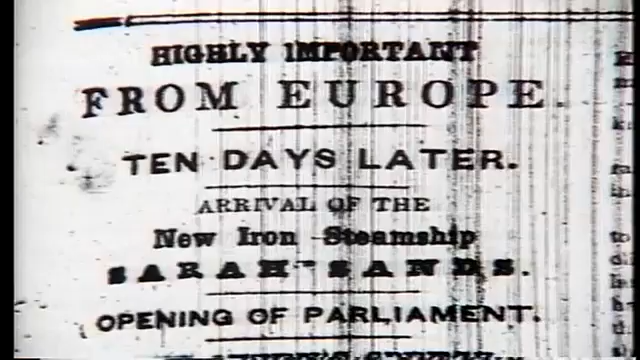 HIGHLY IMPORTANT
FROM EUROPE.
TEN DAYS LATER.
ARRIVAL OF THE
New Iron Steamship
SARAH SANDS.
OPENING OF PARLIAMENT.